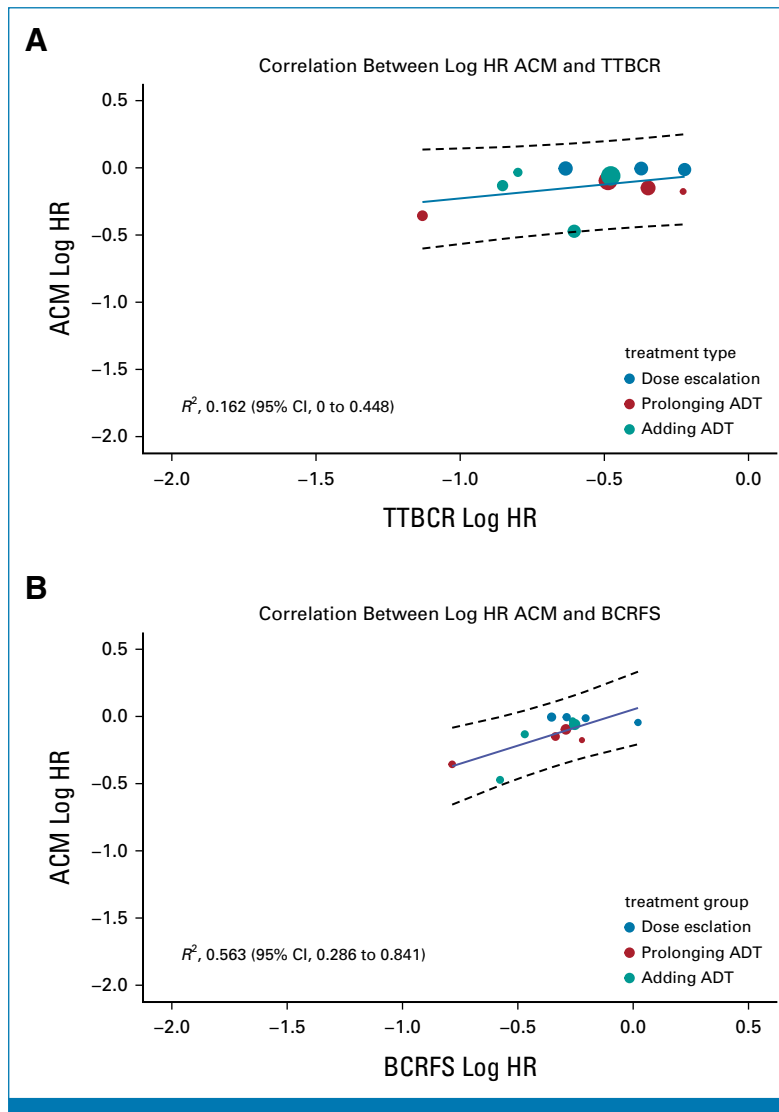 A
Correlation Between Log HR ACM and TTBCR
0.5
0.0
−0.5
−1.0
−1.5
−2.0
ACM Log HR
treatment type
Dose escalation
Prolonging ADT
Adding ADT
R², 0.162 (95% CI, 0 to 0.448)
−2.0 −1.5 −1.0 −0.5 0.0
TTBCR Log HR
B
Correlation Between Log HR ACM and BCRFS
0.5
0.0
−0.5
−1.0
−1.5
−2.0
ACM Log HR
treatment group
Dose esclation
Prolonging ADT
Adding ADT
R², 0.563 (95% CI, 0.286 to 0.841)
−2.0 −1.5 −1.0 −0.5 0.0 0.5
BCRFS Log HR